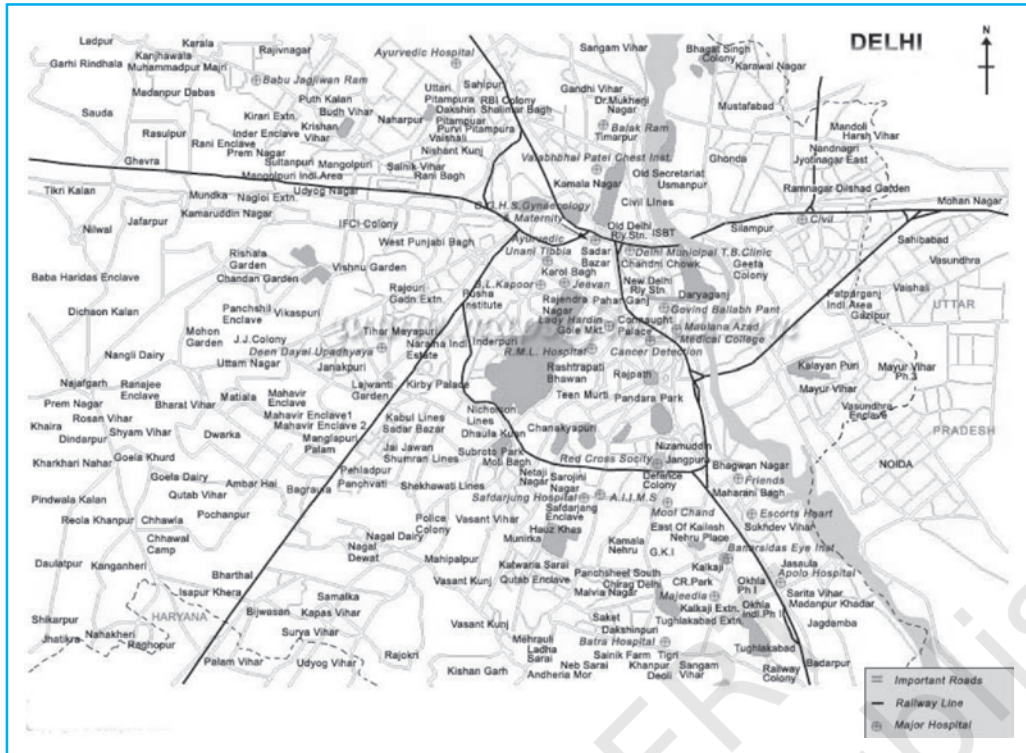 DELHI
N
Ladpur
Karala
Rajivnagar
Ayurvedic Hospital
Sangam Vihar
Bhagat Singh
Colony
Karawal Nagar
Kanjhawala
Garhi Rindhala
Muhammadpur Majri
Babu Jagjiwan Ram
Madanpur Dabas
Puth Kalan
Budh Vihar
Uttari
Pitampura
Dakshin
Pitampuar
Purvi Pitampura
Sahipur
RBI Colony
Shalimar Bagh
Gandhi Vihar
Dr.Mukherji
Nagar
Mustafabad
Sauda
Kirari Extn.
Krishan
Vihar
Naharpur
Vaishali
Balak Ram
Timarpur
Mandoli
Harsh Vihar
Rasulpur
Inder Enclave
Rani Enclave
Prem Nagar
Nishant Kunj
Nandnagri
Jyotinagar East
Ghevra
Sultanpuri
Mangolpuri
Mangolpuri Indl.Area
Sainik Vihar
Rani Bagh
Kamala Nagar
Old Secretariat
Usmanpur
Ghonda
Tikri Kalan
Mundka
Nagloi Extn.
Udyog Nagar
Civil Lines
Ramnagar Dilshad Garden
Mohan Nagar
Jafarpur
Kamaruddin Nagar
IFCI Colony
& Maternity
Old Delhi
Rly.Stn.
ISBT
Silampur
Civil
Nilwal
West Punjabi Bagh
Ayurvedic
Unani Tibbia
Sadar
Bazar
Delhi Municipal T.B.Clinic
Chandni Chowk
Sahibabad
Rishala
Garden
Chandan Garden
Vishnu Garden
Karol Bagh
Geeta
Colony
Vasundhra
Baba Haridas Enclave
Rajouri
Gadn Extn.
B.L.Kapoor
Jeevan
New Delhi
Rly Stn.
Daryaganj
Patparganj
Indl Area
Gazipur
Vaishali
UTTAR
Dichaon Kalan
Panchshil
Enclave
Vikaspuri
Pusha
Institute
Rajendra
Nagar
Pahar Ganj
Govind Ballabh Pant
Mohon
Garden
J.J.Colony
Tihar
Mayapuri
Lady Hardin
Gole Mkt.
Connaught
Palace
Maulana Azad
Medical College
Nangli Dairy
Deen Dayal Upadhyaya
Uttam Nagar
Naraina Indl
Estate
Inderpuri
R.M.L. Hospital
Cancer Detection
Janakpuri
Rashtrapati
Bhawan
Rajpath
Kalayan Puri
Mayur Vihar
Ph.3
Najafgarh
Ranajee
Enclave
Matiala
Mahavir
Enclave
Lajwanti
Garden
Kirby Palace
Teen Murti
Pandara Park
Mayur Vihar
Prem Nagar
Bharat Vihar
Mahavir Enclave1
Mahavir Enclave 2
Kabul Lines
Sadar Bazar
Nicholson
Lines
Vasundhra
Enclave
PRADESH
Khaira
Rosan Vihar
Dindarpur
Shyam Vihar
Dwarka
Manglapuri
Palam
Jai Jawan
Shumran Lines
Dhaula Kuan
Chanakyapuri
Nizamuddin
Kharkhari Nahar
Goela Khurd
Goela Dairy
Pehladpur
Panchvati
Subroto Park
Moti Bagh
Red Cross Socity
Jangpura
Bhagwan Nagar
NOIDA
Ambar Hai
Bagraula
Shekhawati Lines
Netaji
Nagar
Sarojini
Nagar
Defence
Colony
Friends
Maharani Bagh
Pindwala Kalan
Qutab Vihar
Pochanpur
Safdarjung Hospital
Safdarjang
Enclave
A.I.I.M.S
Mool Chand
Escorts Heart
Reola Khanpur
Chhawla
Police
Colony
Vasant Vihar
Hauz Khas
East Of Kailash
Nehru Place
Sukhdev Vihar
Chhawal
Camp
Nagal Dairy
Nagal
Dewat
Munirka
Kamala
Nehru
G.K.I
Banarsidas Eye Inst
Daulatpur
Kanganheri
Mahipalpur
Katwaria Sarai
Kalkaji
Jasaula
Apolo Hospital
Bharthal
Vasant Kunj
Qutab Enclave
Panchsheel South
Chirag Delhi
CR.Park
Okhla
Ph I
Isapur Khera
Samalka
Malvia Nagar
Majeedia
Sarita Vihar
Madanpur Khadar
Shikarpur
HARYANA
Bijwasan
Kapas Vihar
Kalkaji Extn.
Okhla
Indl.Ph II
Vasant Kunj
Saket
Tughlakabad Extn.
Jagdamba
Jhatikra
Nahakheri
Raghopur
Surya Vihar
Mehrauli
Ladha
Sarai
Dakshinpuri
Batra Hospital
Tughlakabad
Palam Vihar
Udyog Vihar
Rajokri
Kishan Garh
Neb Sarai
Andheria Mor
Sainik Farm
Tigri
Khanpur
Deoli
Sangam
Vihar
Railway
Colony
Badarpur
Important Roads
Railway Line
Major Hospital